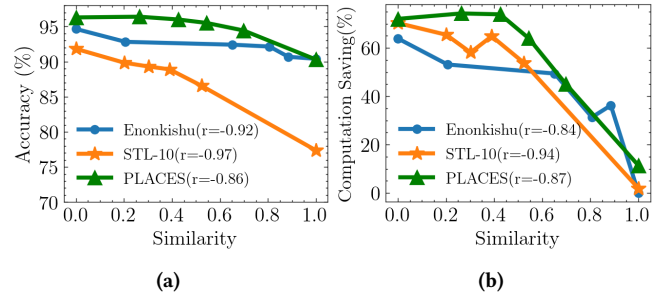 95
90
85
80
75
70
Accuracy (%)
Enonkishu(r=-0.92)
STL-10(r=-0.97)
PLACES(r=-0.86)
0.0 0.2 0.4 0.6 0.8 1.0
Similarity
(a)
60
40
20
0
Computation Saving(%)
Enonkishu(r=-0.84)
STL-10(r=-0.94)
PLACES(r=-0.87)
0.0 0.2 0.4 0.6 0.8 1.0
Similarity
(b)